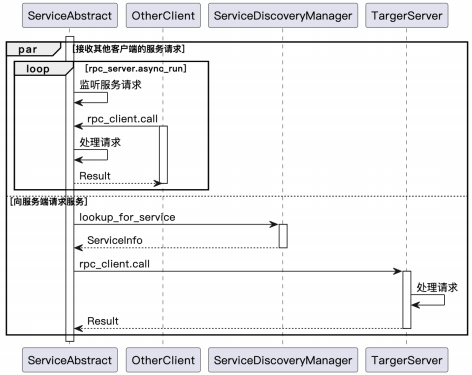 ServiceAbstract OtherClient ServiceDiscoveryManager TargerServer
par [接收其他客户端的服务请求]
loop [rpc_server.async_run]
监听服务请求
rpc_client.call
处理请求
Result
[向服务端请求服务]
lookup_for_service
ServiceInfo
rpc_client.call
处理请求
Result
ServiceAbstract OtherClient ServiceDiscoveryManager TargerServer